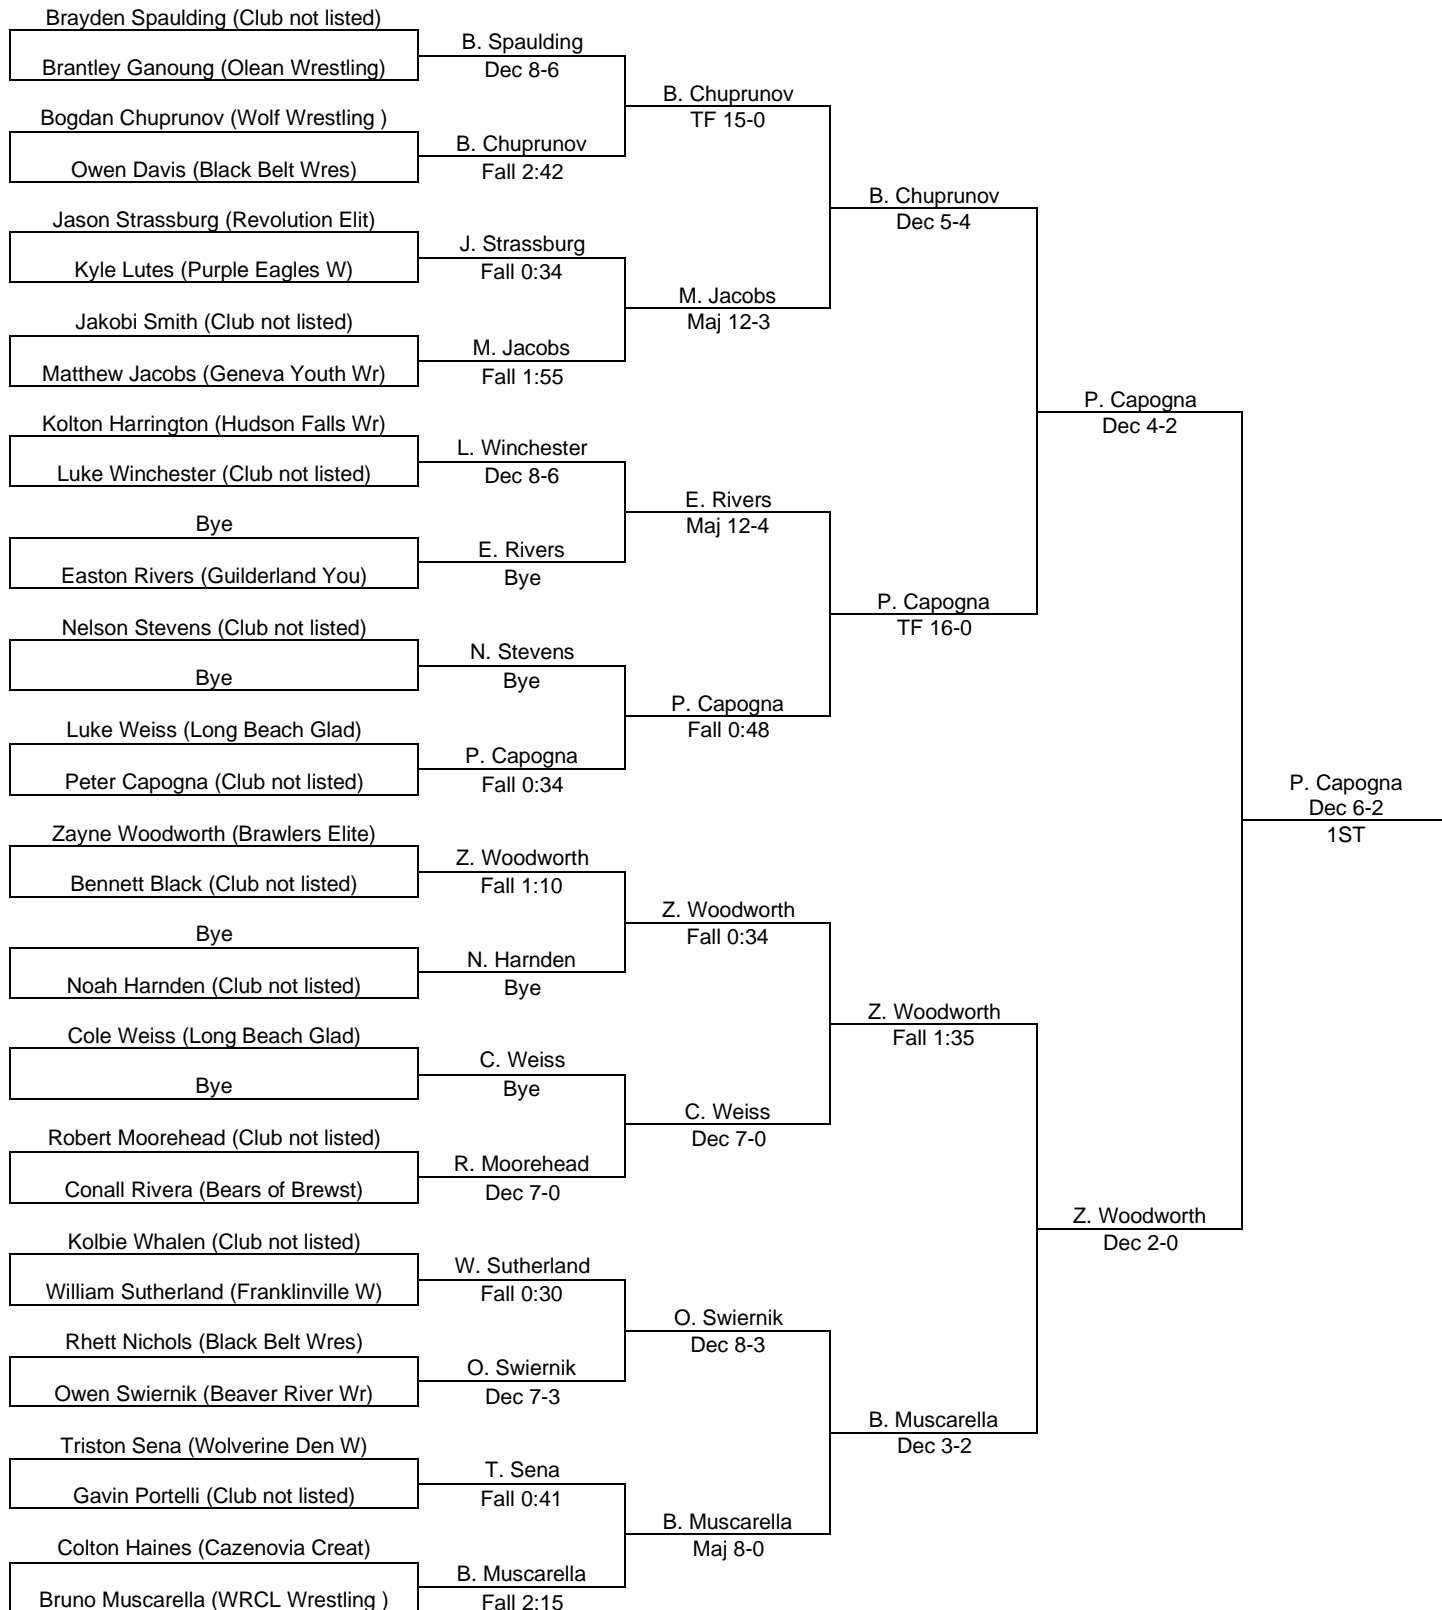 Brayden Spaulding (Club not listed)
Brantley Ganoung (Olean Wrestling)
Bogdan Chuprunov (Wolf Wrestling )
Owen Davis (Black Belt Wres)
Jason Strassburg (Revolution Elit)
Kyle Lutes (Purple Eagles W)
Jakobi Smith (Club not listed)
Matthew Jacobs (Geneva Youth Wr)
Kolton Harrington (Hudson Falls Wr)
Luke Winchester (Club not listed)
Bye
Easton Rivers (Guilderland You)
Nelson Stevens (Club not listed)
Bye
Luke Weiss (Long Beach Glad)
Peter Capogna (Club not listed)
Zayne Woodworth (Brawlers Elite)
Bennett Black (Club not listed)
Bye
Noah Harnden (Club not listed)
Cole Weiss (Long Beach Glad)
Bye
Robert Moorehead (Club not listed)
Conall Rivera (Bears of Brewst)
Kolbie Whalen (Club not listed)
William Sutherland (Franklinville W)
Rhett Nichols (Black Belt Wres)
Owen Swiernik (Beaver River Wr)
Triston Sena (Wolverine Den W)
Gavin Portelli (Club not listed)
Colton Haines (Cazenovia Creat)
Bruno Muscarella (WRCL Wrestling )
B. Spaulding
Dec 8-6
B. Chuprunov
Fall 2:42
J. Strassburg
Fall 0:34
M. Jacobs
Fall 1:55
L. Winchester
Dec 8-6
E. Rivers
Bye
N. Stevens
Bye
P. Capogna
Fall 0:34
Z. Woodworth
Fall 1:10
N. Harnden
Bye
C. Weiss
Bye
R. Moorehead
Dec 7-0
W. Sutherland
Fall 0:30
O. Swiernik
Dec 7-3
T. Sena
Fall 0:41
B. Muscarella
Fall 2:15
B. Chuprunov
TF 15-0
M. Jacobs
Maj 12-3
E. Rivers
Maj 12-4
P. Capogna
Fall 0:48
Z. Woodworth
Fall 0:34
C. Weiss
Dec 7-0
O. Swiernik
Dec 8-3
B. Muscarella
Maj 8-0
B. Chuprunov
Dec 5-4
P. Capogna
TF 16-0
Z. Woodworth
Fall 1:35
B. Muscarella
Dec 3-2
P. Capogna
Dec 4-2
Z. Woodworth
Dec 2-0
P. Capogna
Dec 6-2
1ST